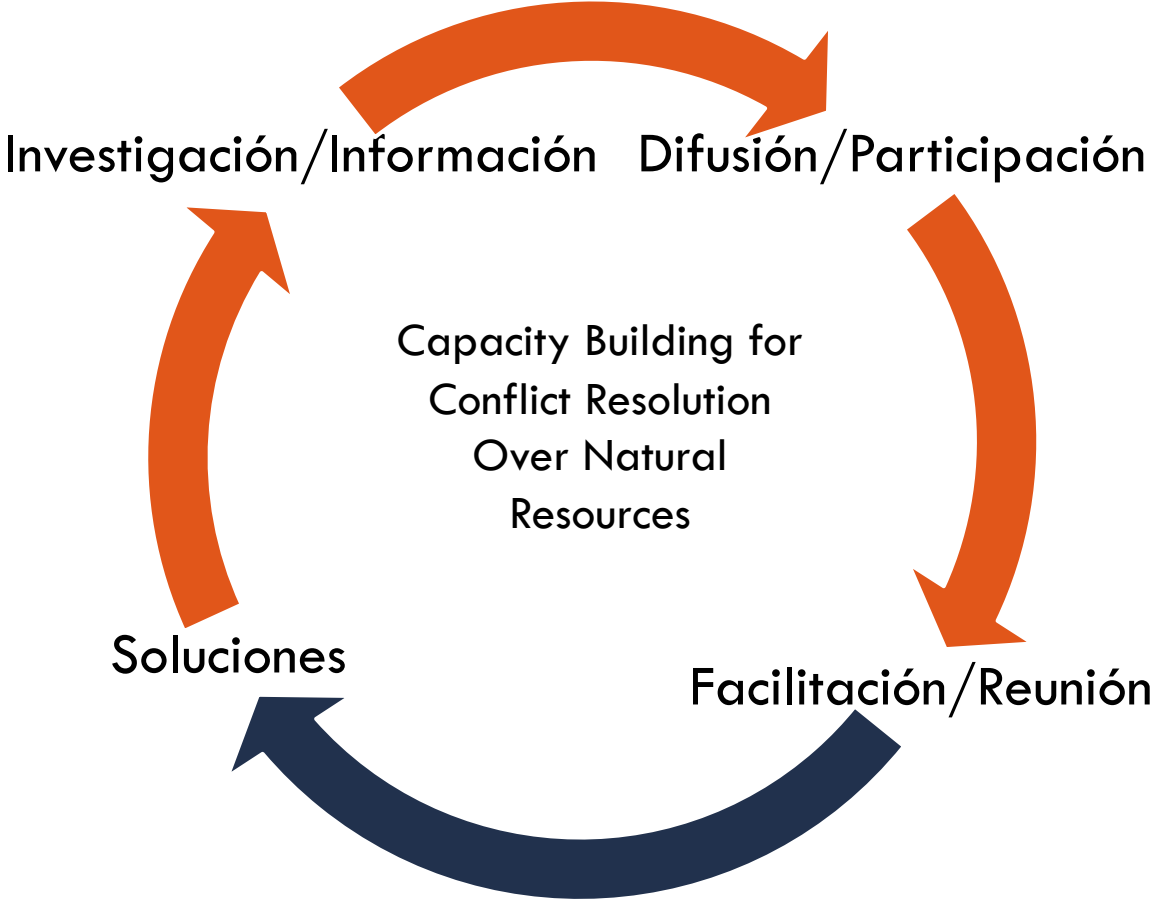 Investigación/Información
Difusión/Participación
Capacity Building for
Conflict Resolution
Over Natural
Resources
Soluciones
Facilitación/Reunión